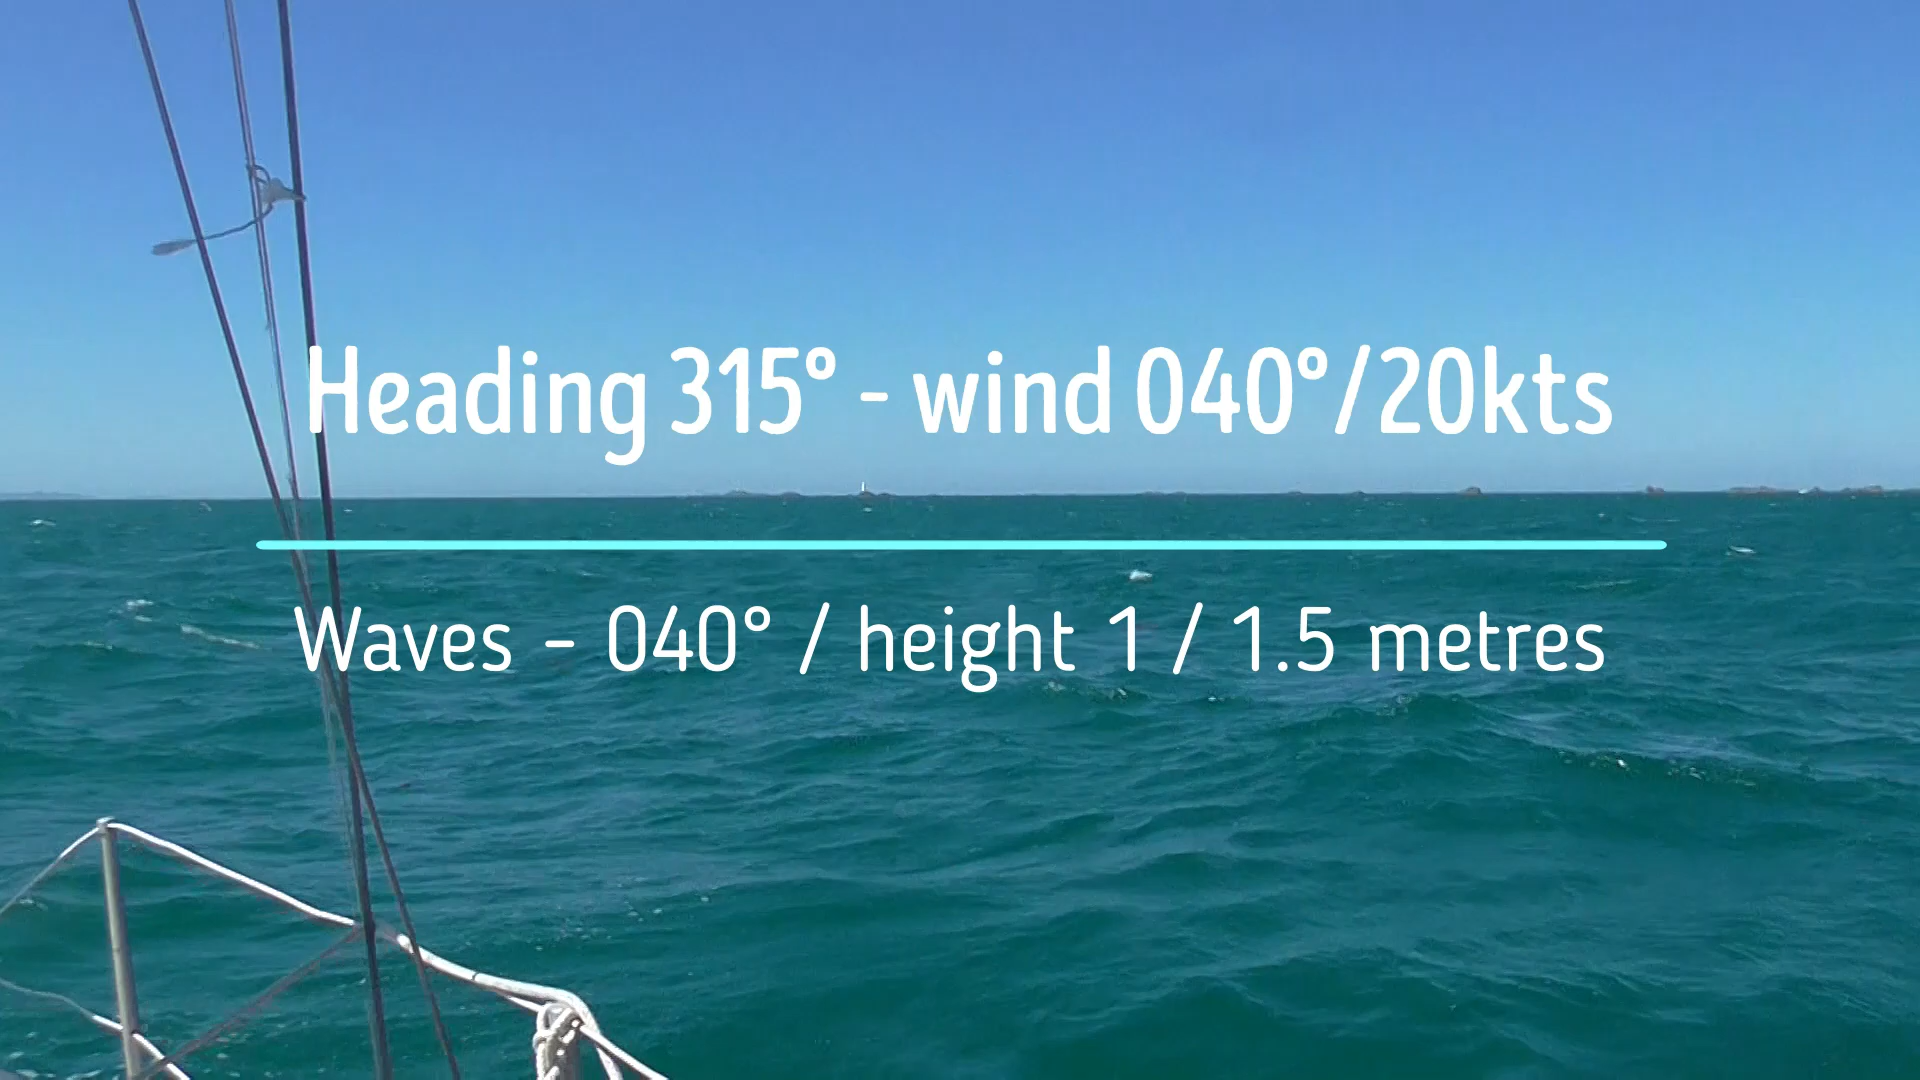 Heading 315° - wind 040°/20kts
Waves - 040° / height 1 / 1.5 metres